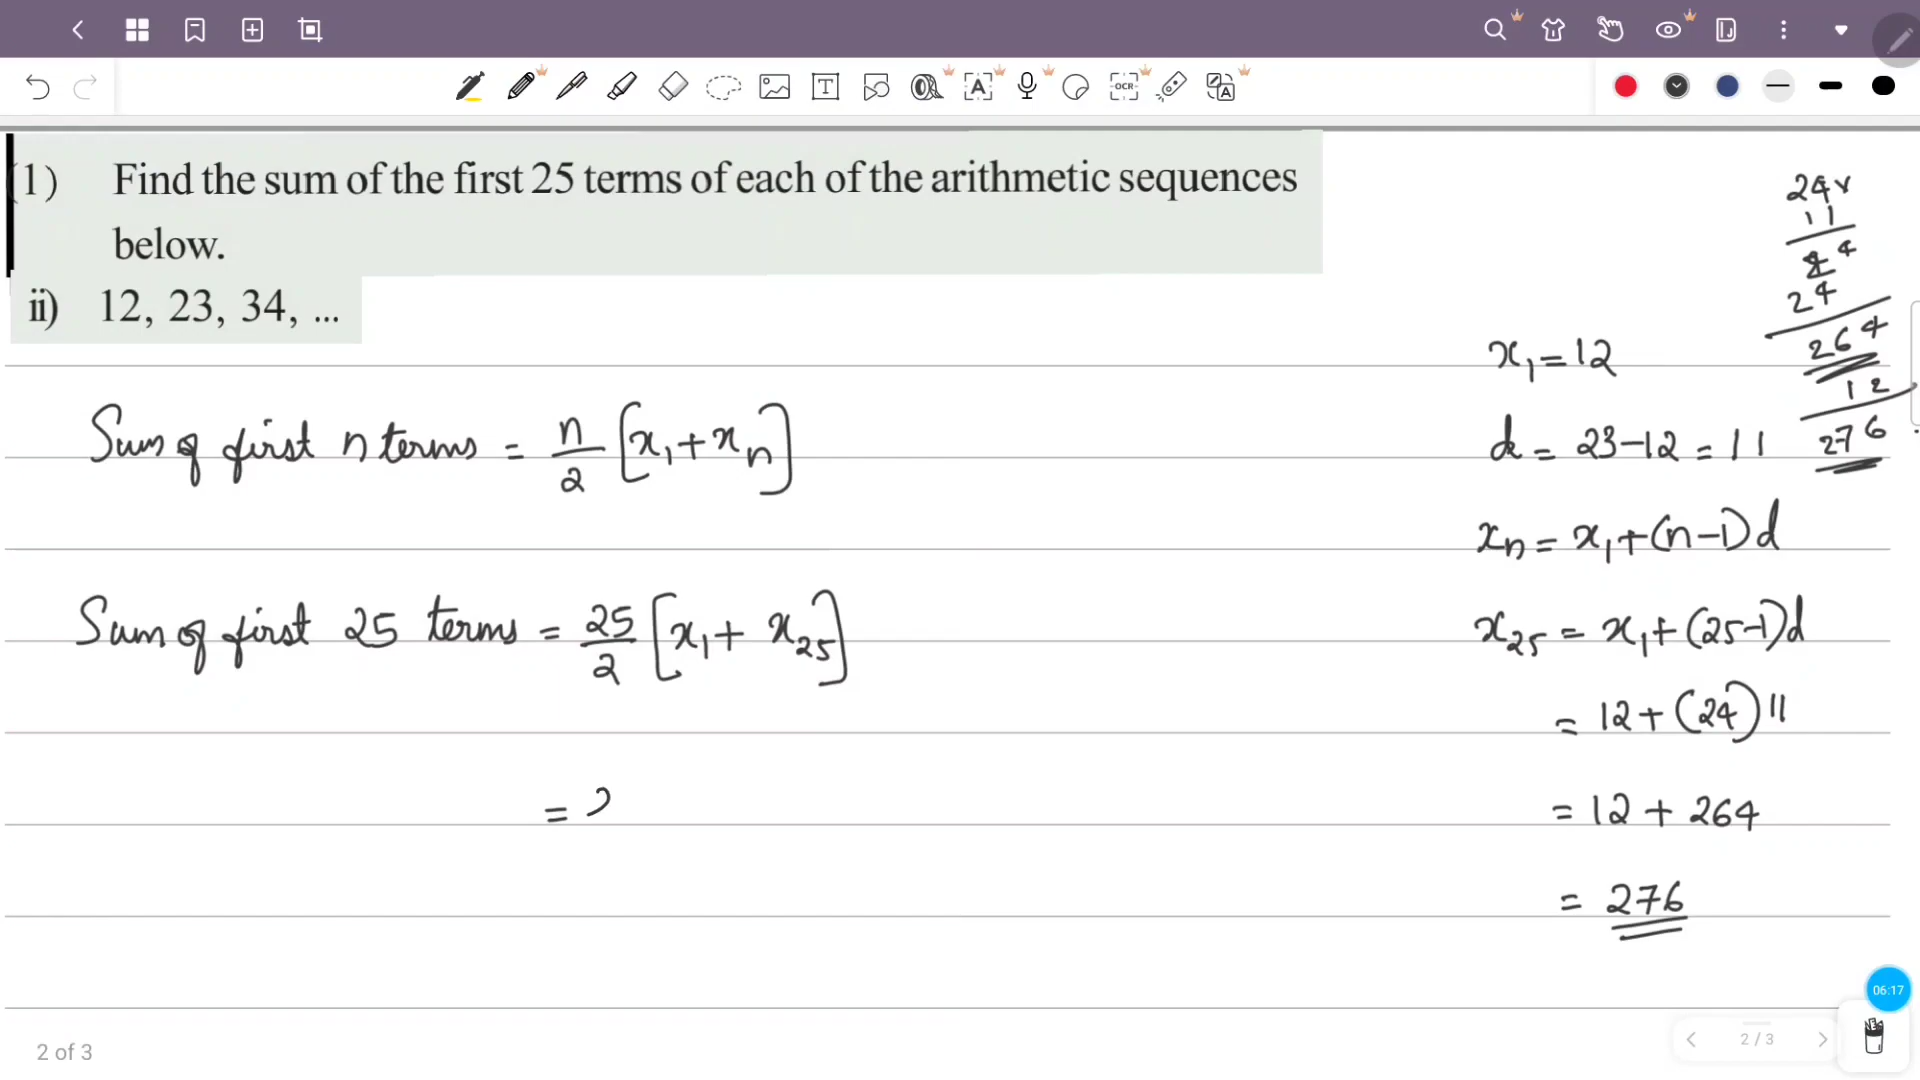 (1) Find the sum of the first 25 terms of each of the arithmetic sequences
below.
ii) 12, 23, 34, ...
Sum of first n terms = n/2 [x₁+xₙ]
Sum of first 25 terms = 25/2 [x₁+ x₂₅]
= 2
x₁=12
d = 23-12 = 11
xₙ = x₁+(n-1)d
x₂₅ = x₁+(25-1)d
= 12+(24)11
= 12 + 264
= 276
24×
11
24
24
264
12
276
OCR
06:17
2 of 3
2 / 3